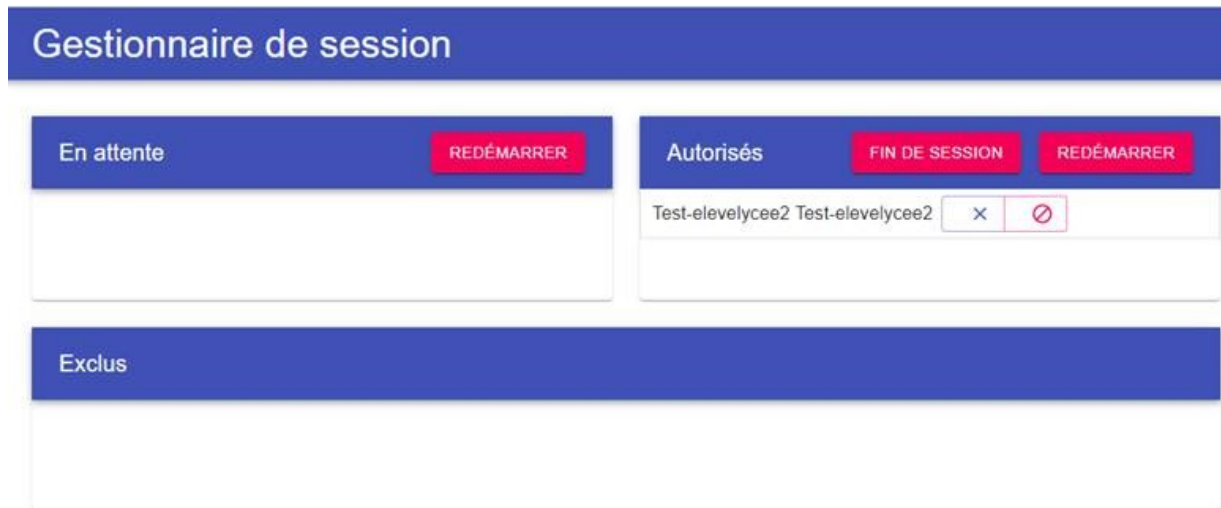 Gestionnaire de session
En attente
REDÉMARRER
Autorisés
FIN DE SESSION
REDÉMARRER
Test-elevelycee2 Test-elevelycee2
Exclus